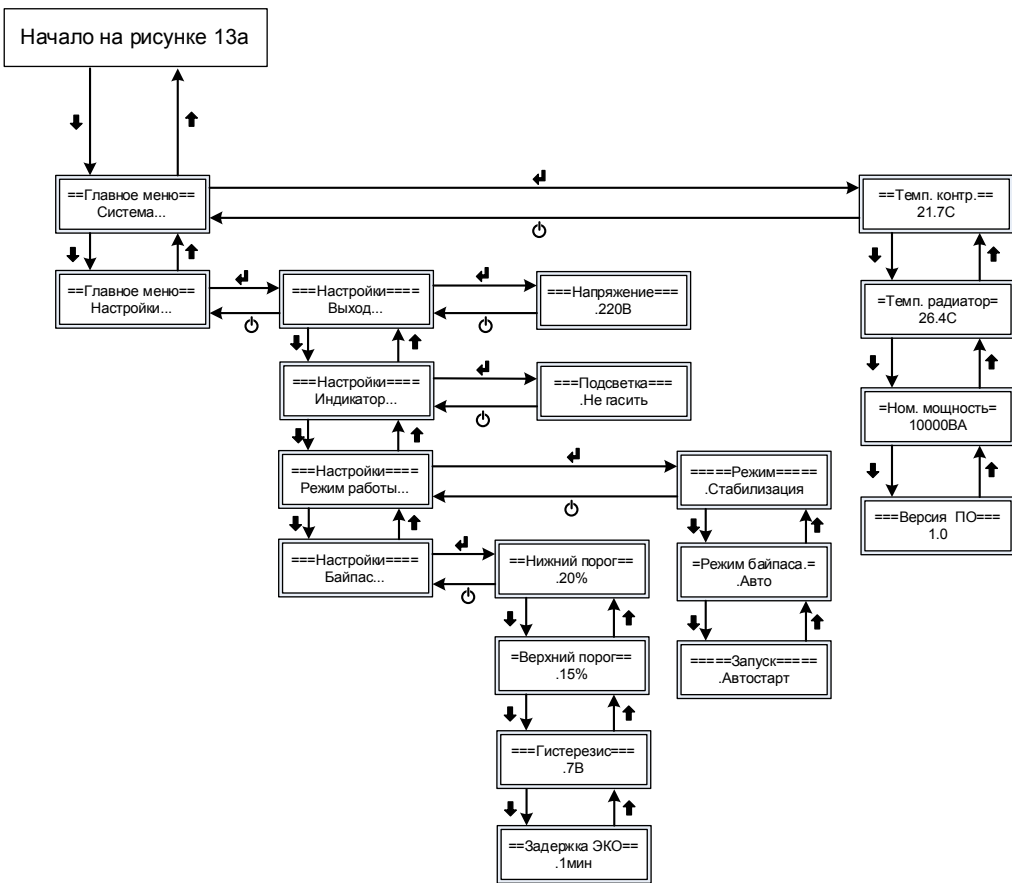 Начало на рисунке 13а
==Главное меню==
Система...
==Темп. контр.==
21.7С
==Главное меню==
Настройки...
===Настройки====
Выход...
===Напряжение===
.220В
=Темп. радиатор=
26.4С
===Настройки====
Индикатор...
===Подсветка===
.Не гасить
=Ном. мощность=
10000ВА
===Настройки====
Режим работы...
=====Режим=====
.Стабилизация
===Версия ПО===
1.0
===Настройки====
Байпас...
==Нижний порог==
.20%
=Режим байпаса.=
.Авто
=Верхний порог==
.15%
=====Запуск=====
.Автостарт
===Гистерезис===
.7В
==Задержка ЭКО==
.1мин